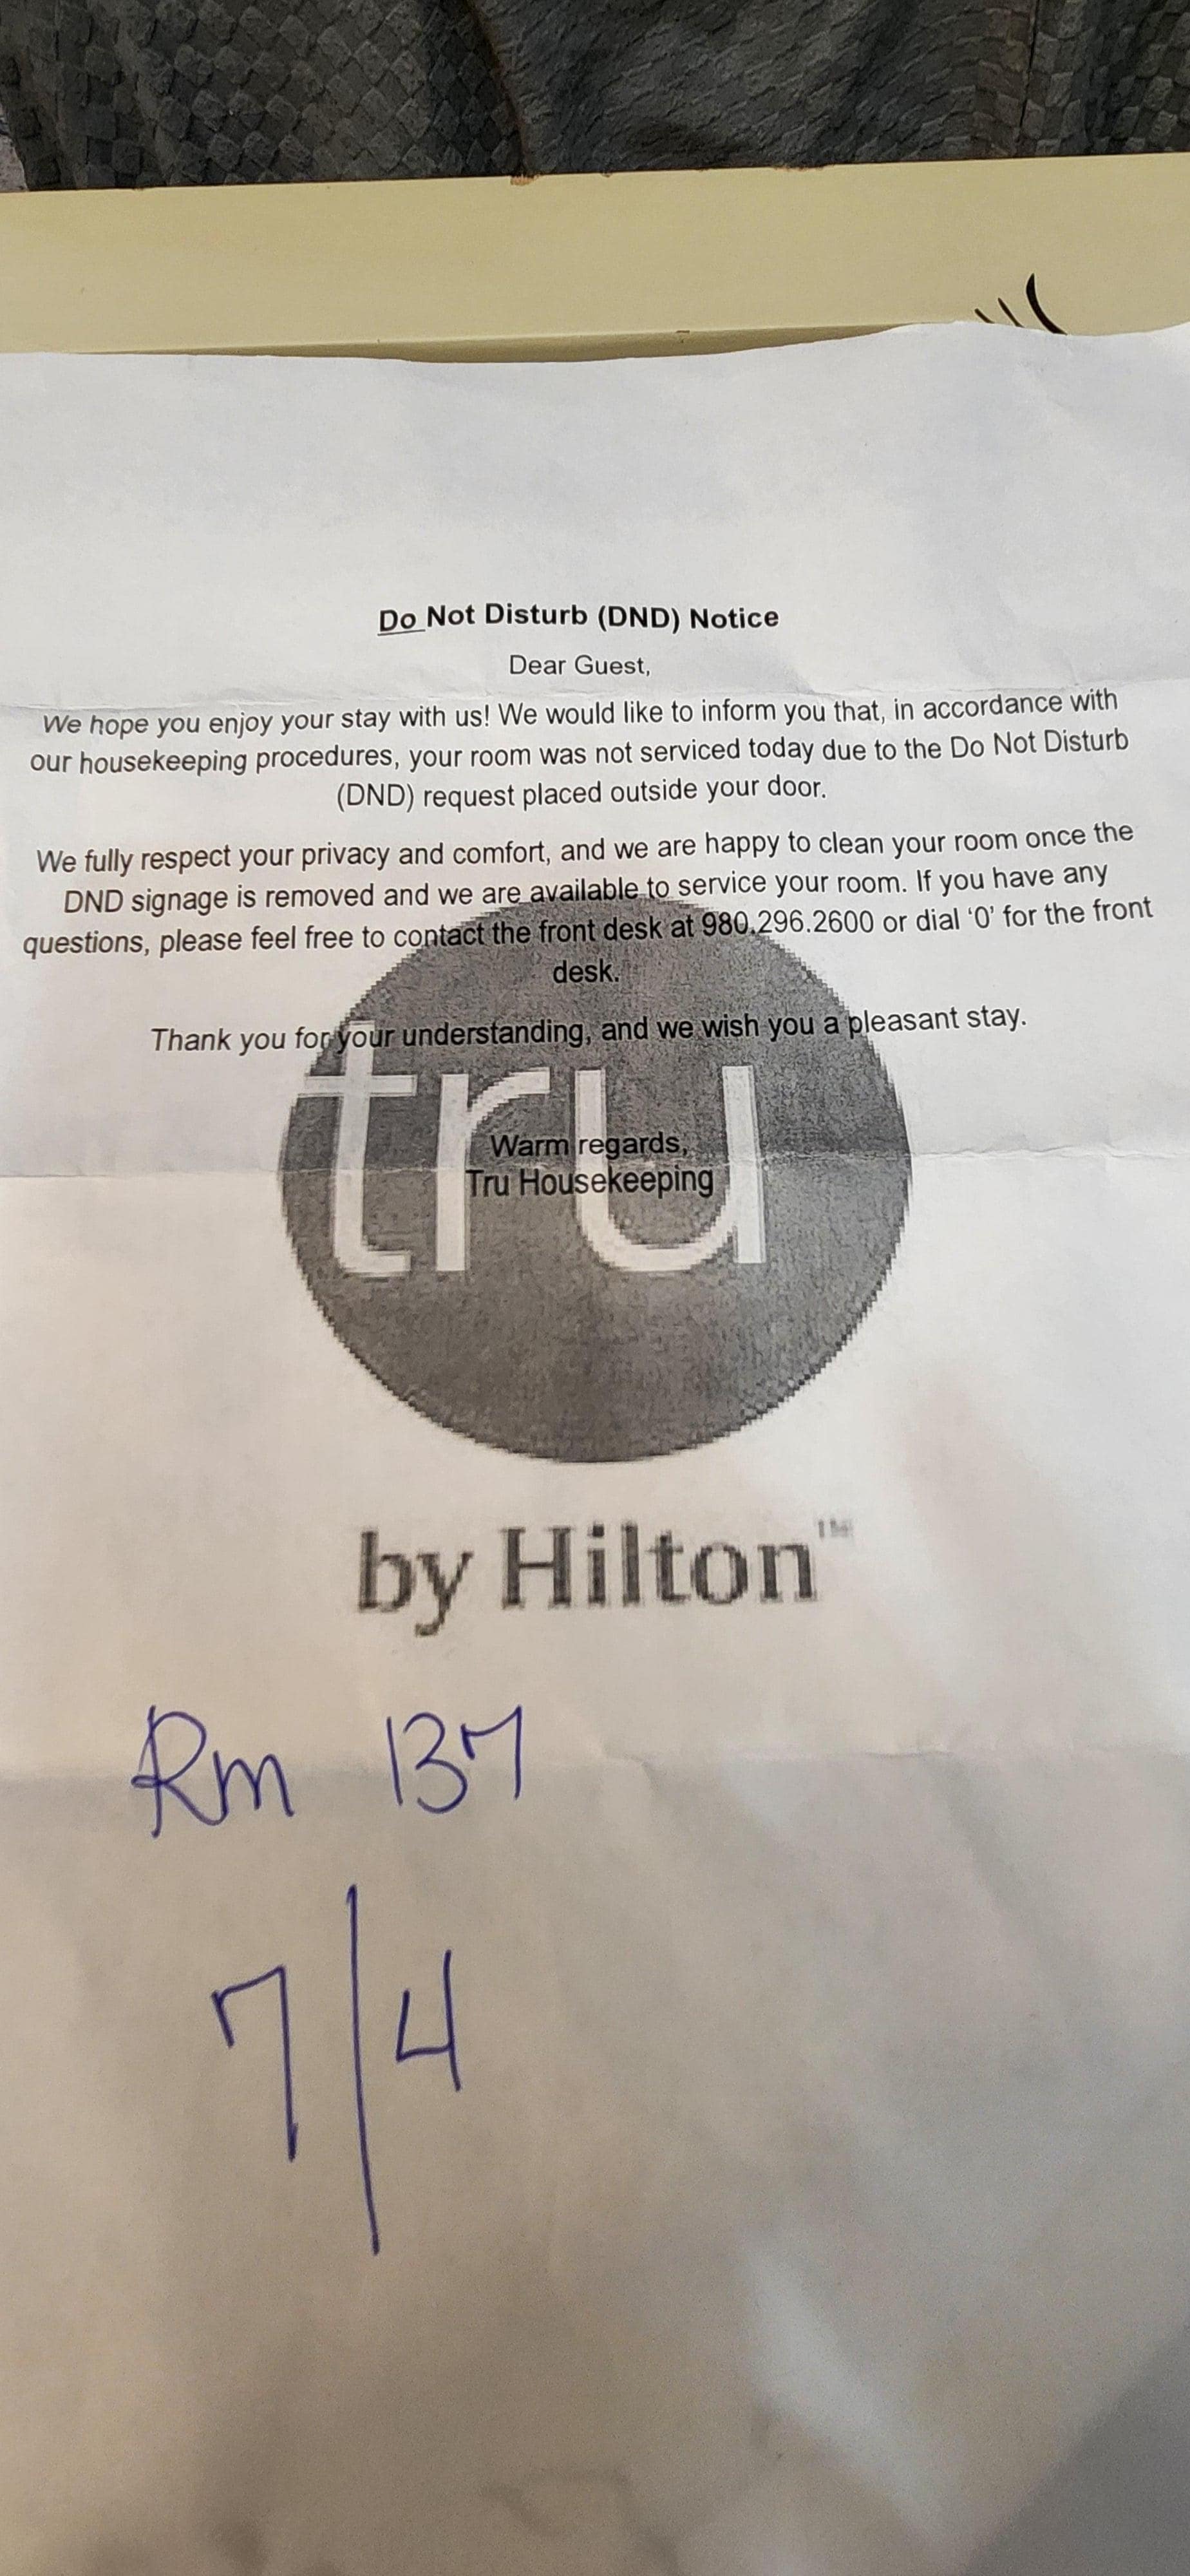 Do Not Disturb (DND) Notice
Dear Guest,
We hope you enjoy your stay with us! We would like to inform you that, in accordance with
our housekeeping procedures, your room was not serviced today due to the Do Not Disturb
(DND) request placed outside your door.
We fully respect your privacy and comfort, and we are happy to clean your room once the
DND signage is removed and we are available to service your room. If you have any
questions, please feel free to contact the front desk at 980.296.2600 or dial ‘0’ for the front
desk.
Thank you for your understanding, and we wish you a pleasant stay.
tru
Warm regards,
Tru Housekeeping
by Hilton™
Rm 137
7/4